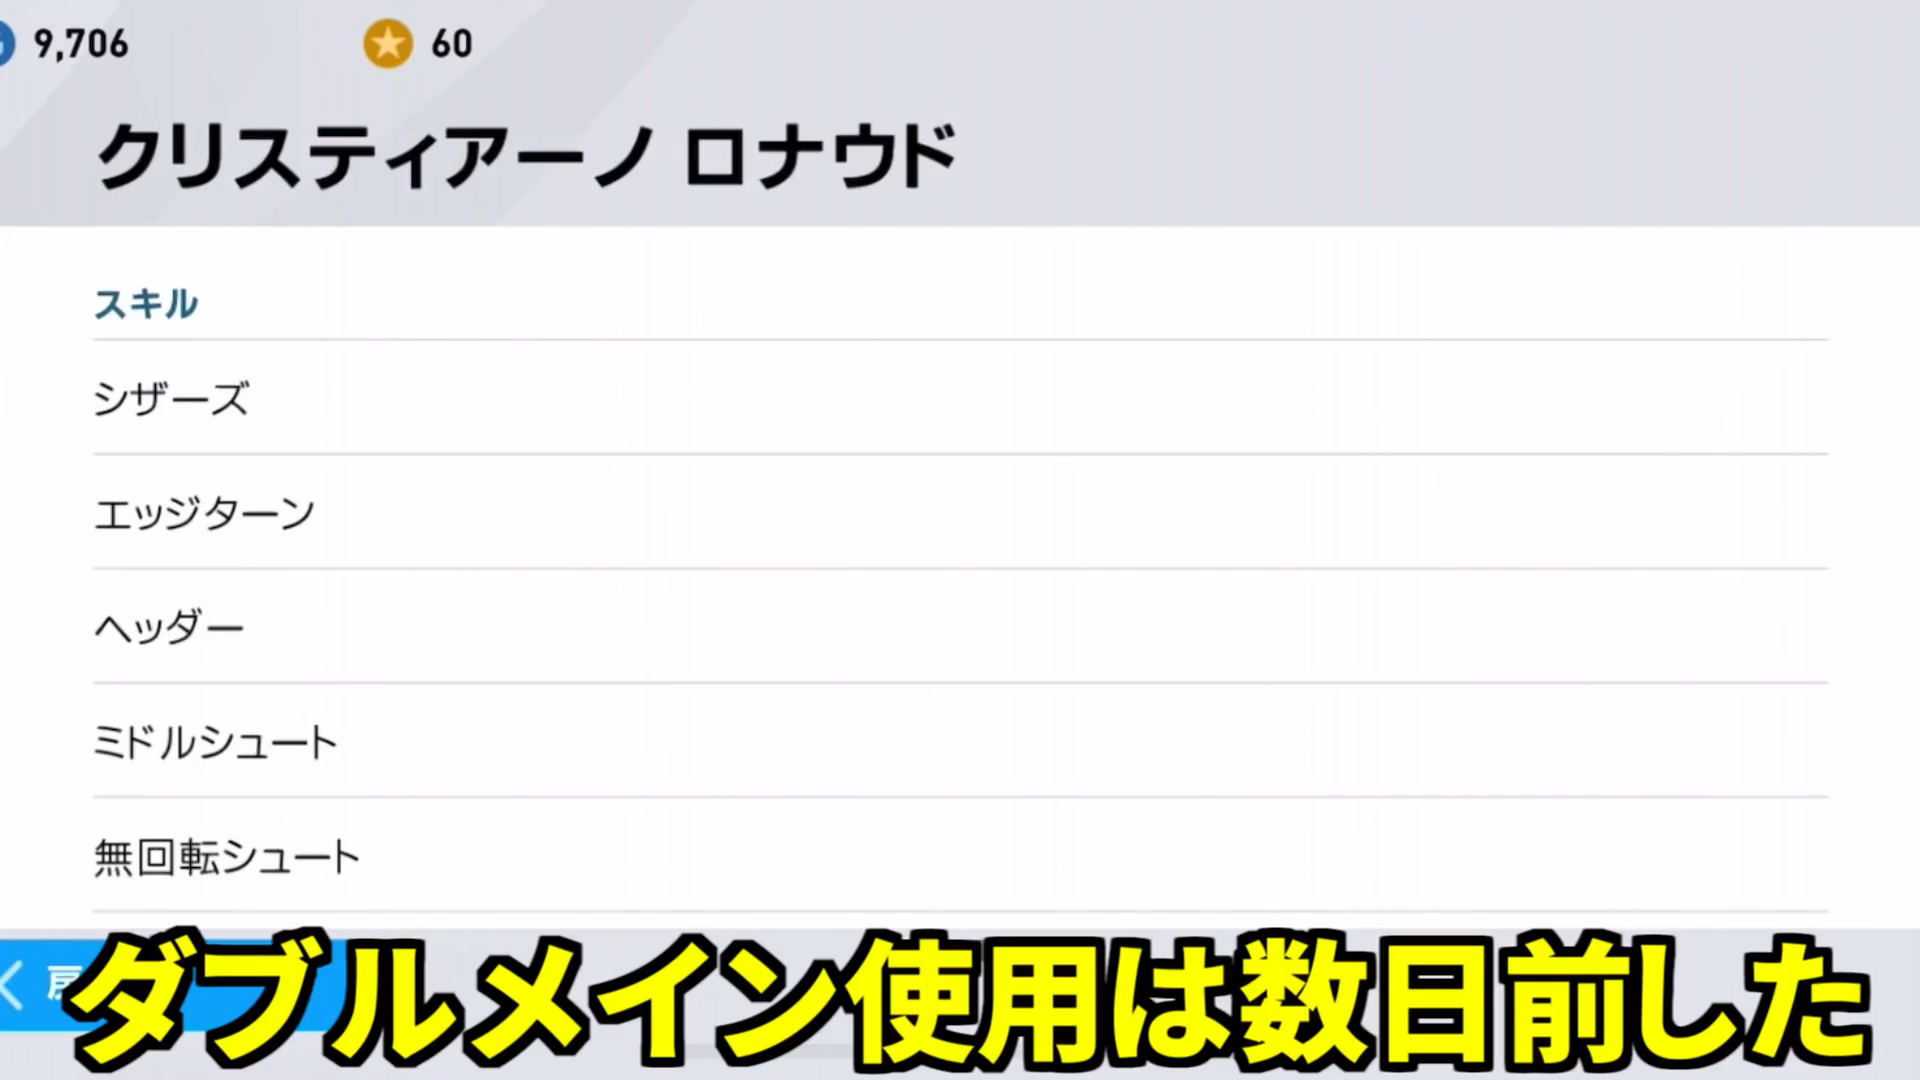 9,706 60
クリスティアーノ ロナウド
スキル
シザーズ
エッジターン
ヘッダー
ミドルシュート
無回転シュート
ダブルメイン使用は数日前した